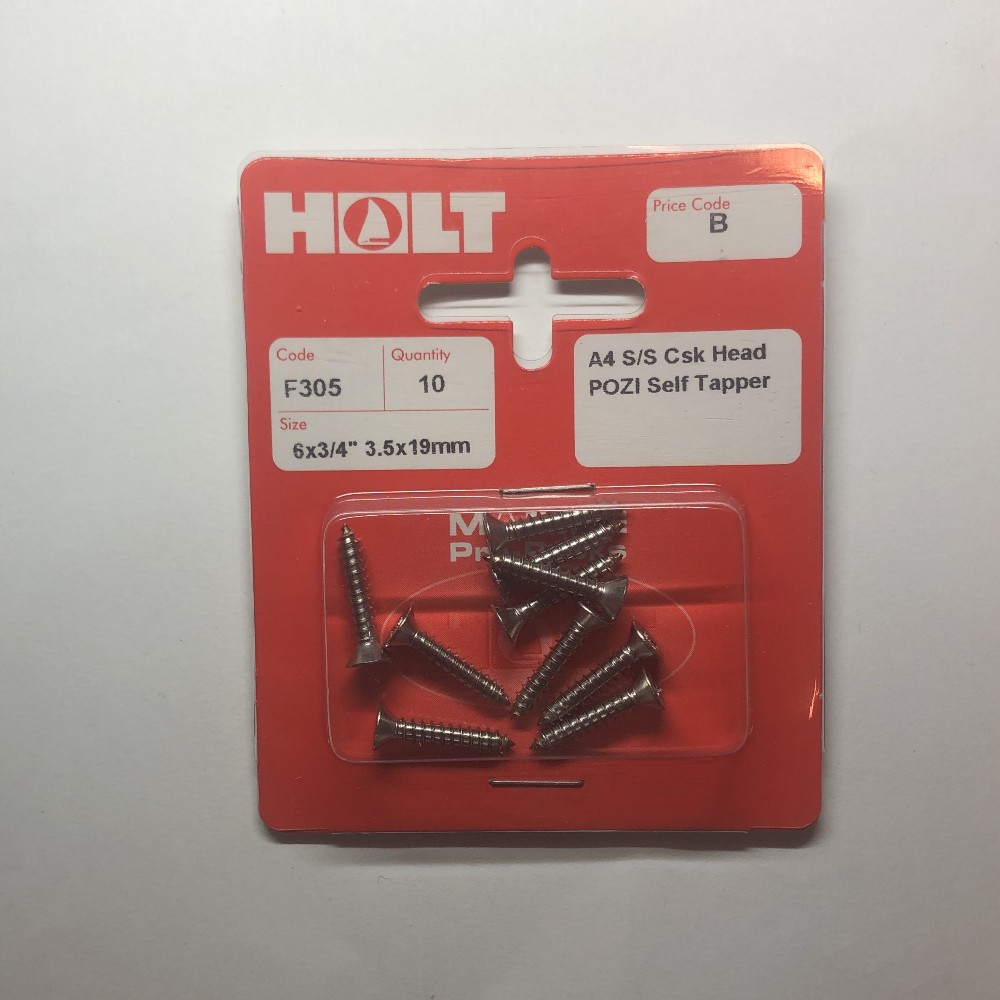 HOLT
Price Code
B
Code
F305
Quantity
10
Size
6x3/4" 3.5x19mm
A4 S/S Csk Head
POZI Self Tapper